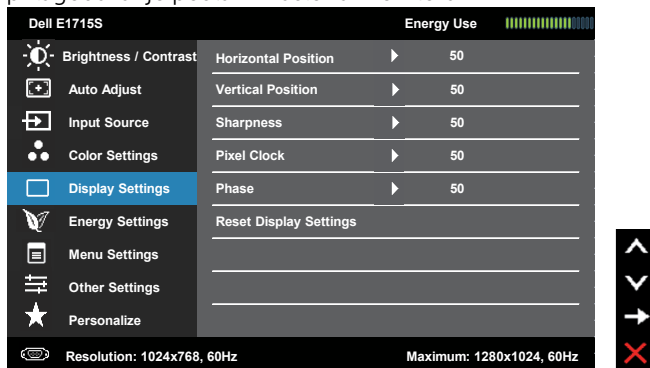 Dell E1715S Energy Use
Brightness / Contrast Horizontal Position 50
Auto Adjust Vertical Position 50
Input Source Sharpness 50
Color Settings Pixel Clock 50
Display Settings Phase 50
Energy Settings Reset Display Settings
Menu Settings
Other Settings
Personalize
Resolution: 1024x768, 60Hz Maximum: 1280x1024, 60Hz